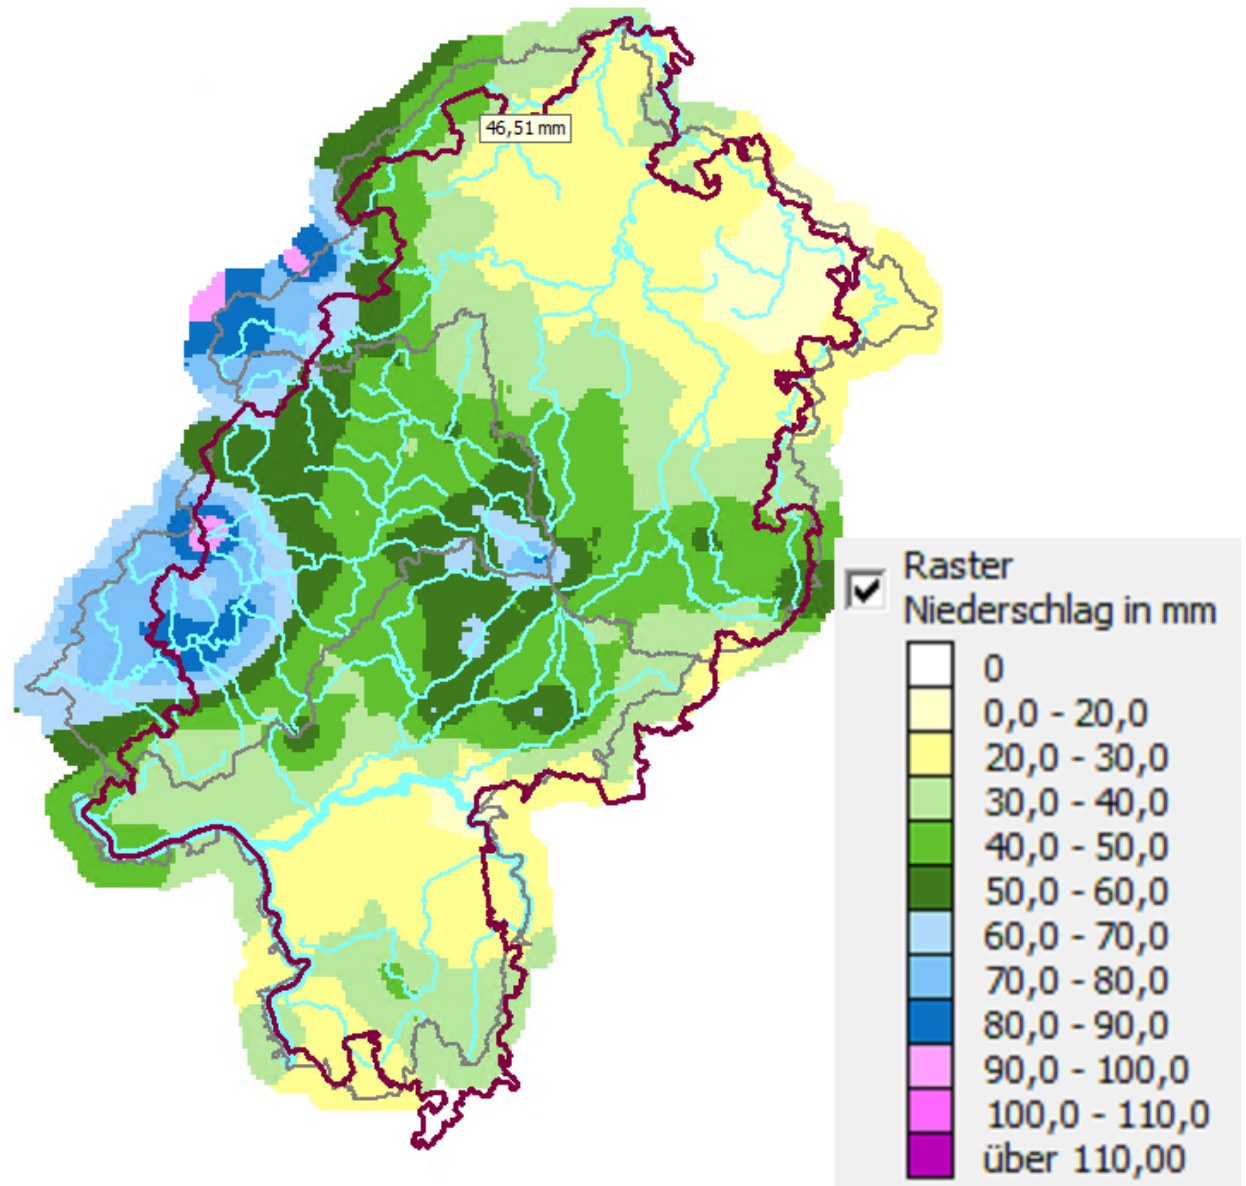 46,51 mm
Raster
Niederschlag in mm
0
0,0 - 20,0
20,0 - 30,0
30,0 - 40,0
40,0 - 50,0
50,0 - 60,0
60,0 - 70,0
70,0 - 80,0
80,0 - 90,0
90,0 - 100,0
100,0 - 110,0
über 110,00